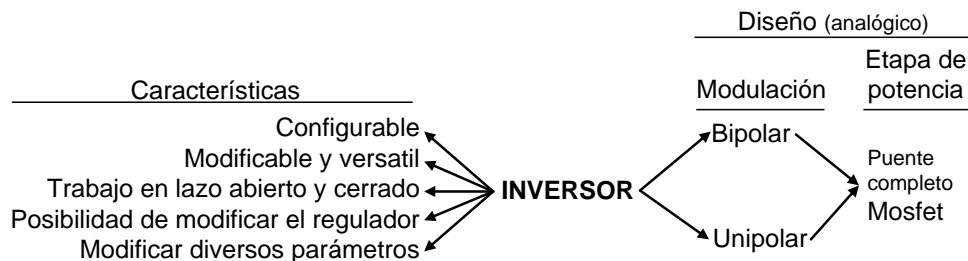 Características
Configurable
Modificable y versatil
Trabajo en lazo abierto y cerrado
Posibilidad de modificar el regulador
Modificar diversos parámetros
INVERSOR
Diseño (analógico)
Modulación
Bipolar
Unipolar
Etapa de
potencia
Puente
completo
Mosfet